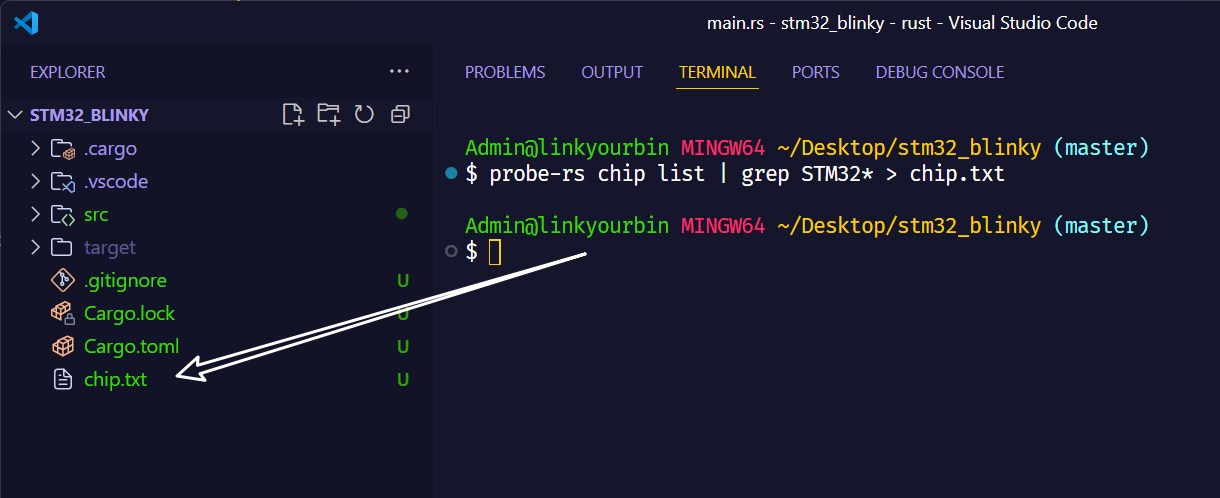 main.rs - stm32_blinky - rust - Visual Studio Code
EXPLORER
STM32_BLINKY
.cargo
.vscode
src
target
.gitignore U
Cargo.lock U
Cargo.toml U
chip.txt U
PROBLEMS OUTPUT TERMINAL PORTS DEBUG CONSOLE
Admin@linkyourbin MINGW64 ~/Desktop/stm32_blinky (master)
$ probe-rs chip list | grep STM32* > chip.txt
Admin@linkyourbin MINGW64 ~/Desktop/stm32_blinky (master)
$